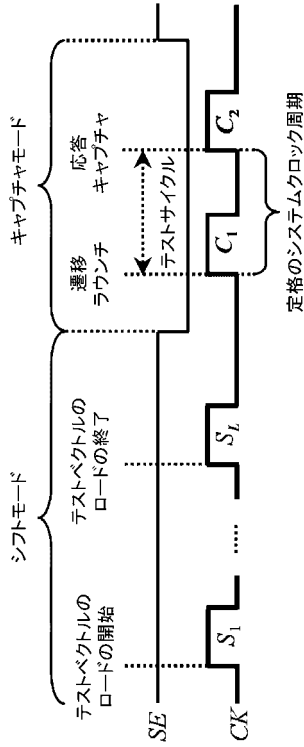 シフトモード
キャプチャモード
テストベクトルの
ロードの開始
テストベクトルの
ロードの終了
遷移
ラウンチ
応答
キャプチャ
テストサイクル
SE
CK
S1
......
SL
C1
C2
定格のシステムクロック周期